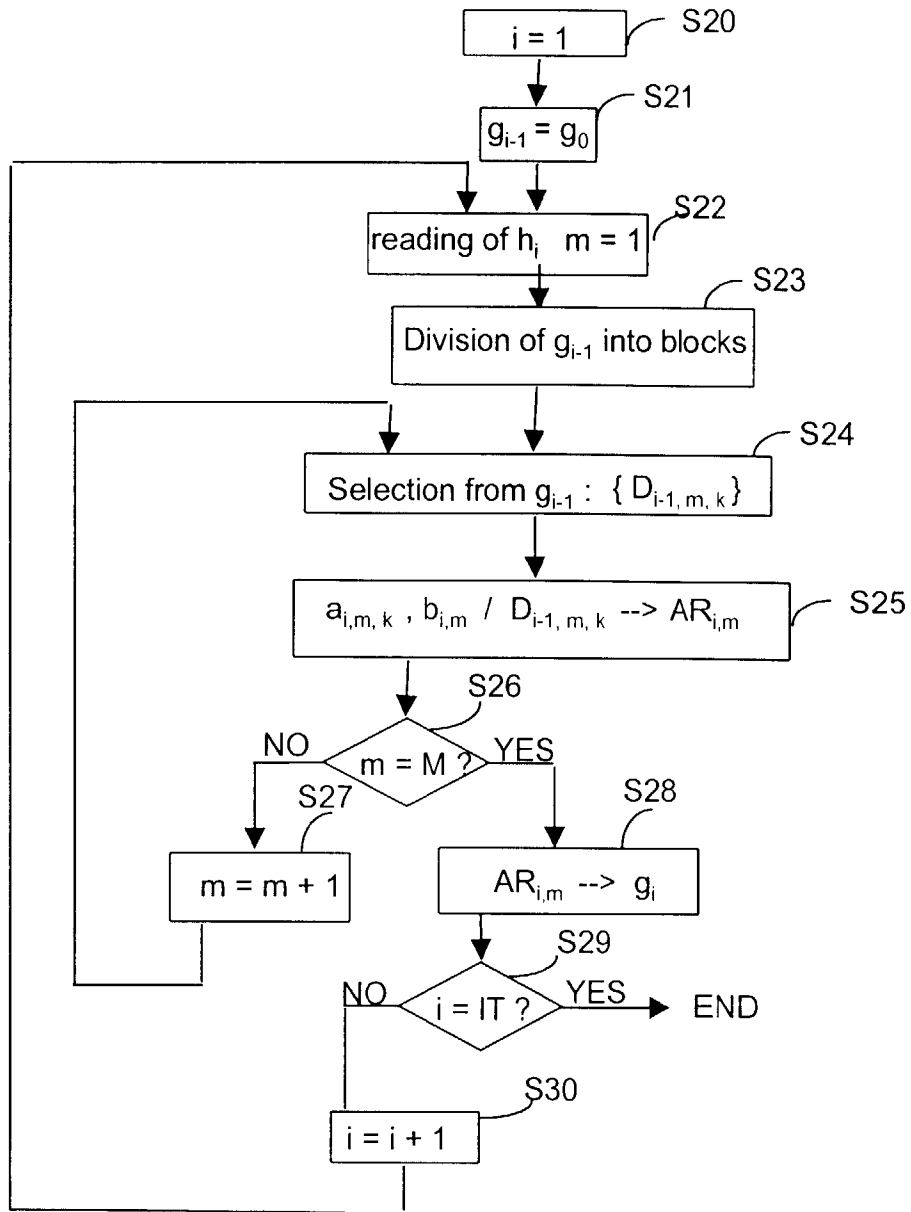 i = 1
S20
S21
g_{i-1} = g_0
S22
reading of h_i m = 1
S23
Division of g_{i-1} into blocks
S24
Selection from g_{i-1} : { D_{i-1, m, k} }
a_{i,m, k} , b_{i,m} / D_{i-1, m, k} --> AR_{i,m}
S25
S26
NO
m = M ?
YES
S27
S28
m = m + 1
AR_{i,m} --> g_i
S29
NO
i = IT ?
YES
END
S30
i = i + 1